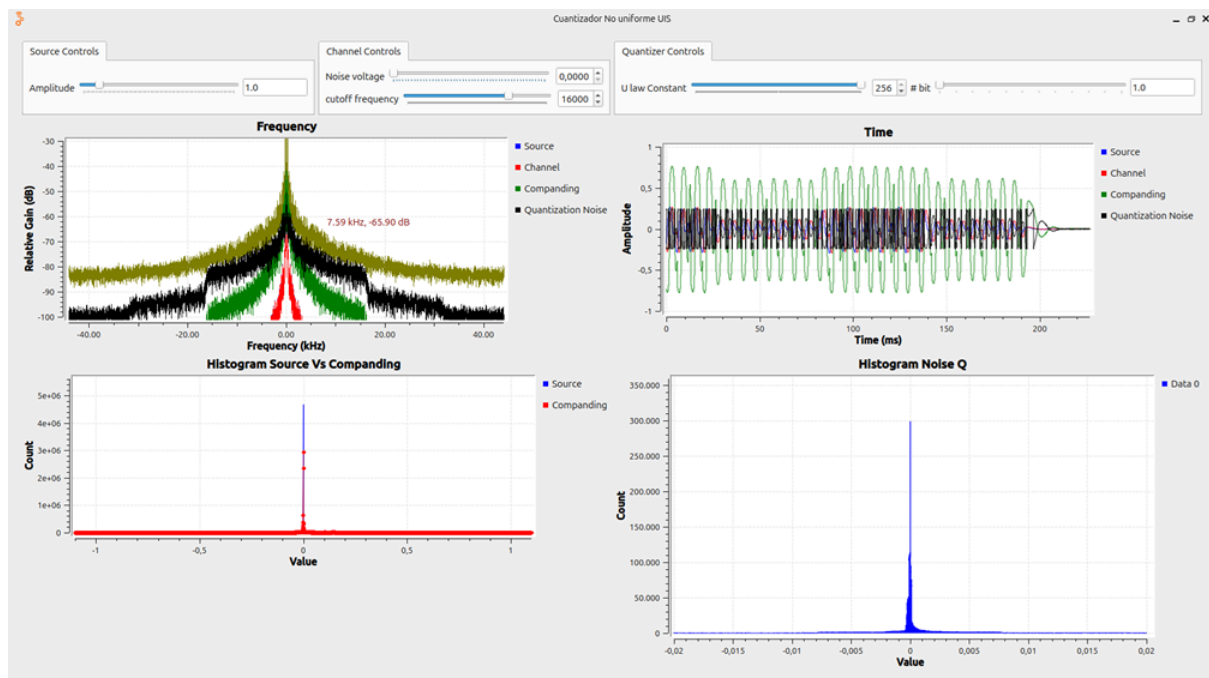 Cuantizador No uniforme UIS
Source Controls
Amplitude 1.0
Channel Controls
Noise voltage 0,0000
cutoff frequency 16000
Quantizer Controls
U law Constant 256 # bit 1.0
Frequency
Relative Gain (dB)
-30
-40
-50
-60
-70
-80
-90
-100
7.59 kHz, -65.90 dB
-40.00 -20.00 0.00 20.00 40.00
Frequency (kHz)
Source
Channel
Companding
Quantization Noise
Time
Amplitude
1
0,5
0
-0,5
-1
0 50 100 150 200
Time (ms)
Source
Channel
Companding
Quantization Noise
Histogram Source Vs Companding
Count
5e+06
4e+06
3e+06
2e+06
1e+06
0
-1 -0,5 0 0,5 1
Value
Source
Companding
Histogram Noise Q
Count
350.000
300.000
250.000
200.000
150.000
100.000
50.000
0
-0,02 -0,015 -0,01 -0,005 0 0,005 0,01 0,015 0,02
Value
Data 0